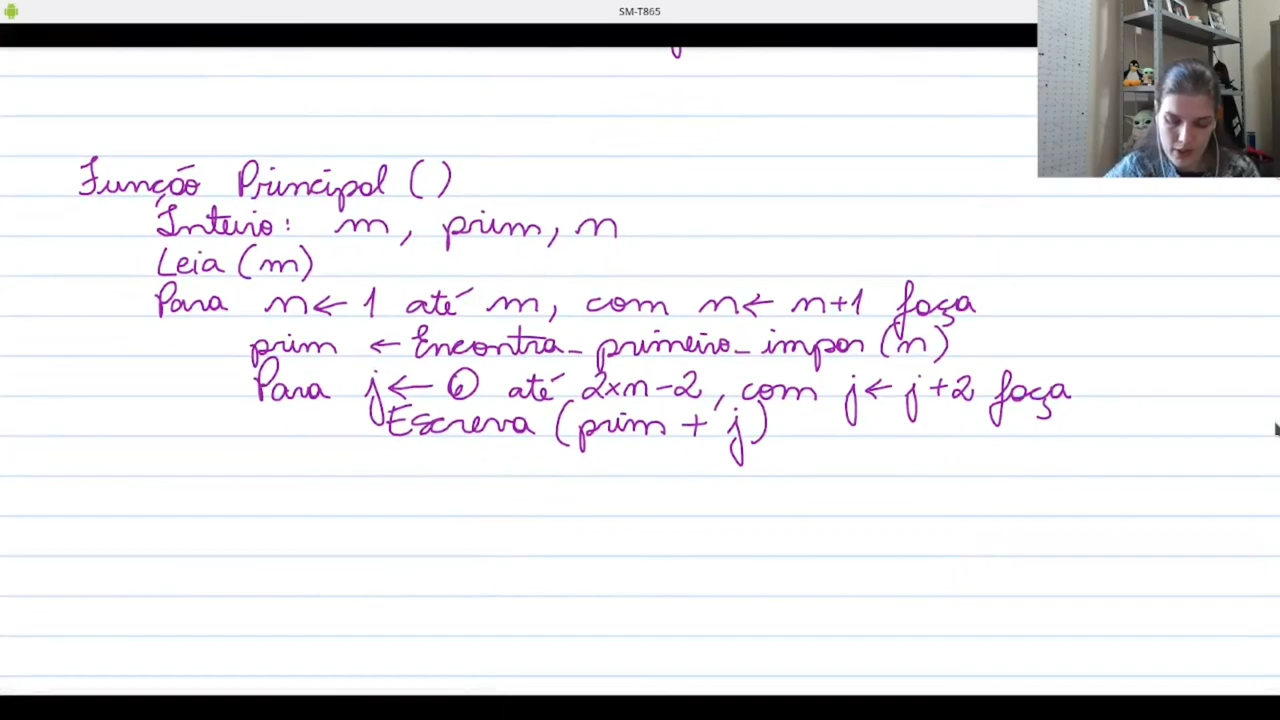 SM-T865
Função Principal ()
Inteiro: m, prim, n
Leia (m)
Para n ← 1 até m, com n ← n+1 faça
prim ← Encontra_primeiro_impar (n)
Para j ← 0 até 2xn-2, com j ← j+2 faça
Escreva (prim + j)